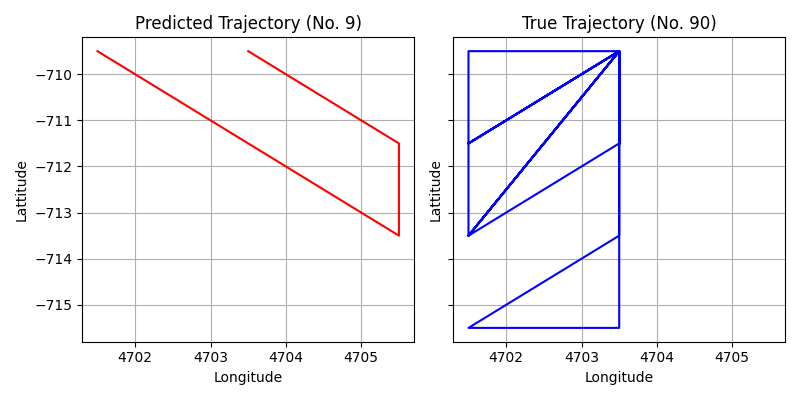 Predicted Trajectory (No. 9)
True Trajectory (No. 90)
Lattitude
−710
−711
−712
−713
−714
−715
4702
4703
4704
4705
Longitude
Lattitude
4702
4703
4704
4705
Longitude